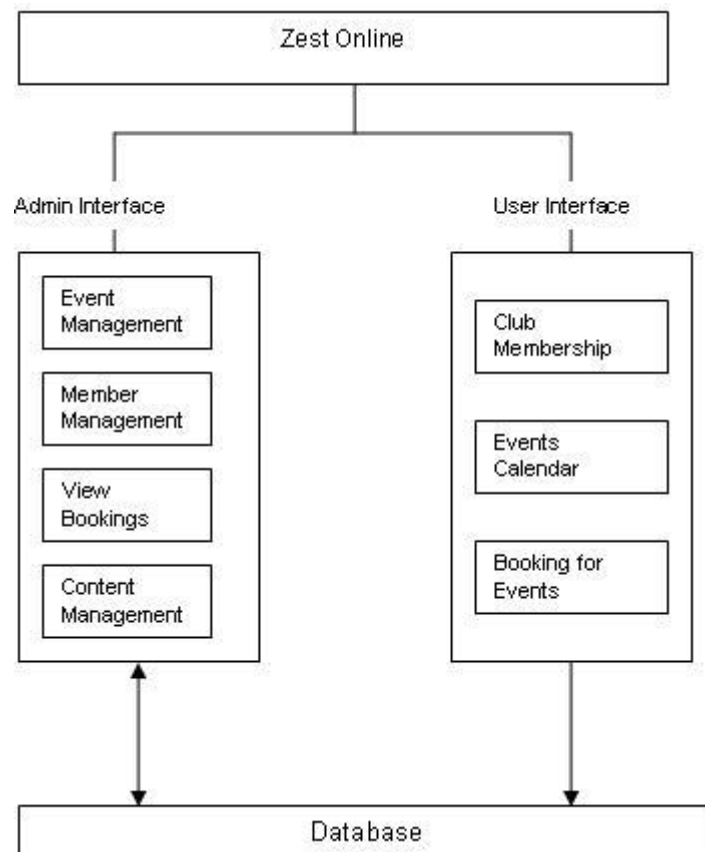 Zest Online
Admin Interface
User Interface
Event
Management
Member
Management
View
Bookings
Content
Management
Club
Membership
Events
Calendar
Booking for
Events
Database